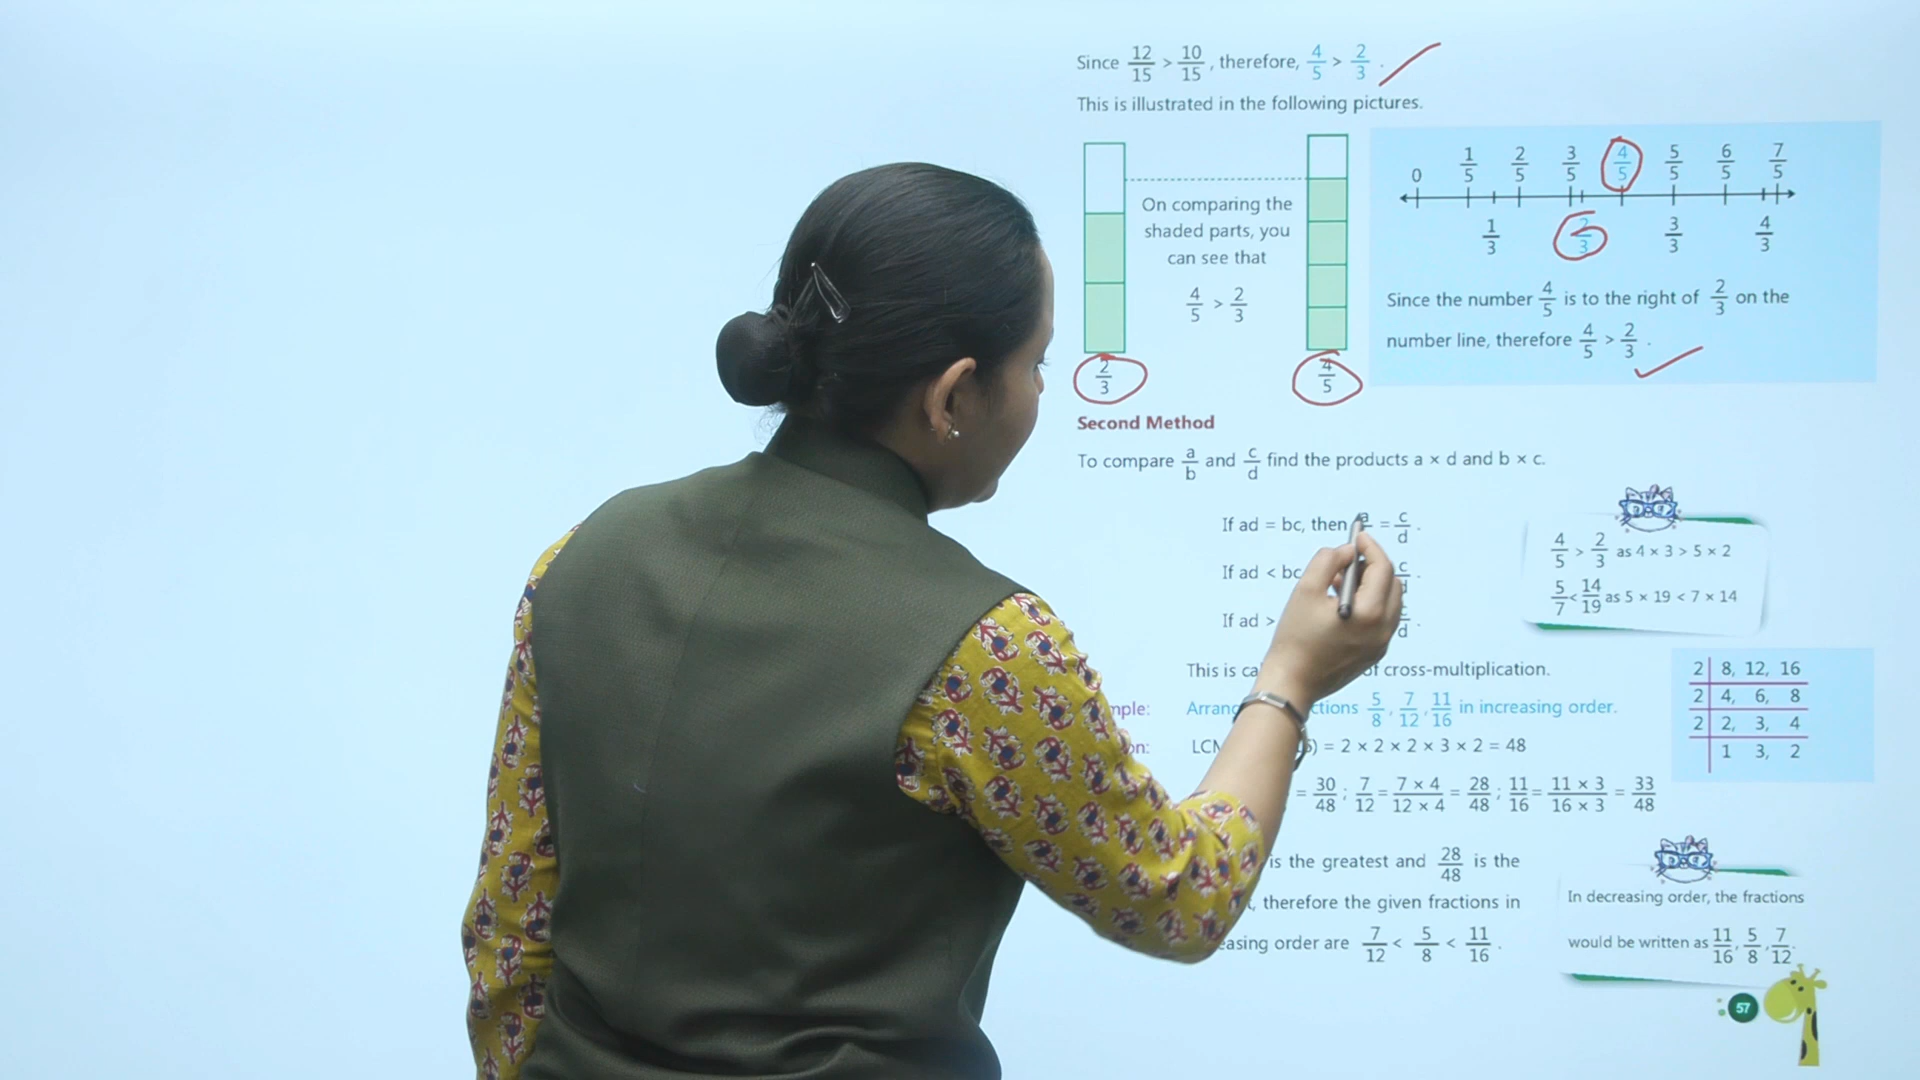 Since 12/15 > 10/15, therefore, 4/5 > 2/3.
This is illustrated in the following pictures.
On comparing the
shaded parts, you
can see that
4/5 > 2/3
2/3
4/5
0 1/5 2/5 3/5 4/5 5/5 6/5 7/5
1/3 2/3 3/3 4/3
Since the number 4/5 is to the right of 2/3 on the
number line, therefore 4/5 > 2/3.
Second Method
To compare a/b and c/d find the products a × d and b × c.
If ad = bc, then = c/d.
If ad < bc
If ad >
4/5 > 2/3 as 4 × 3 > 5 × 2
5/7 < 14/19 as 5 × 19 < 7 × 14
This is cross-multiplication.
5/8, 7/12, 11/16 in increasing order.
= 2 × 2 × 2 × 3 × 2 = 48
2 | 8, 12, 16
2 | 4, 6, 8
2 | 2, 3, 4
1 3, 2
= 30/48; 7/12 = 7 × 4/12 × 4 = 28/48; 11/16 = 11 × 3/16 × 3 = 33/48
is the greatest and 28/48 is the
therefore the given fractions in
order are 7/12 < 5/8 < 11/16.
In decreasing order, the fractions
would be written as 11/16, 5/8, 7/12.
57